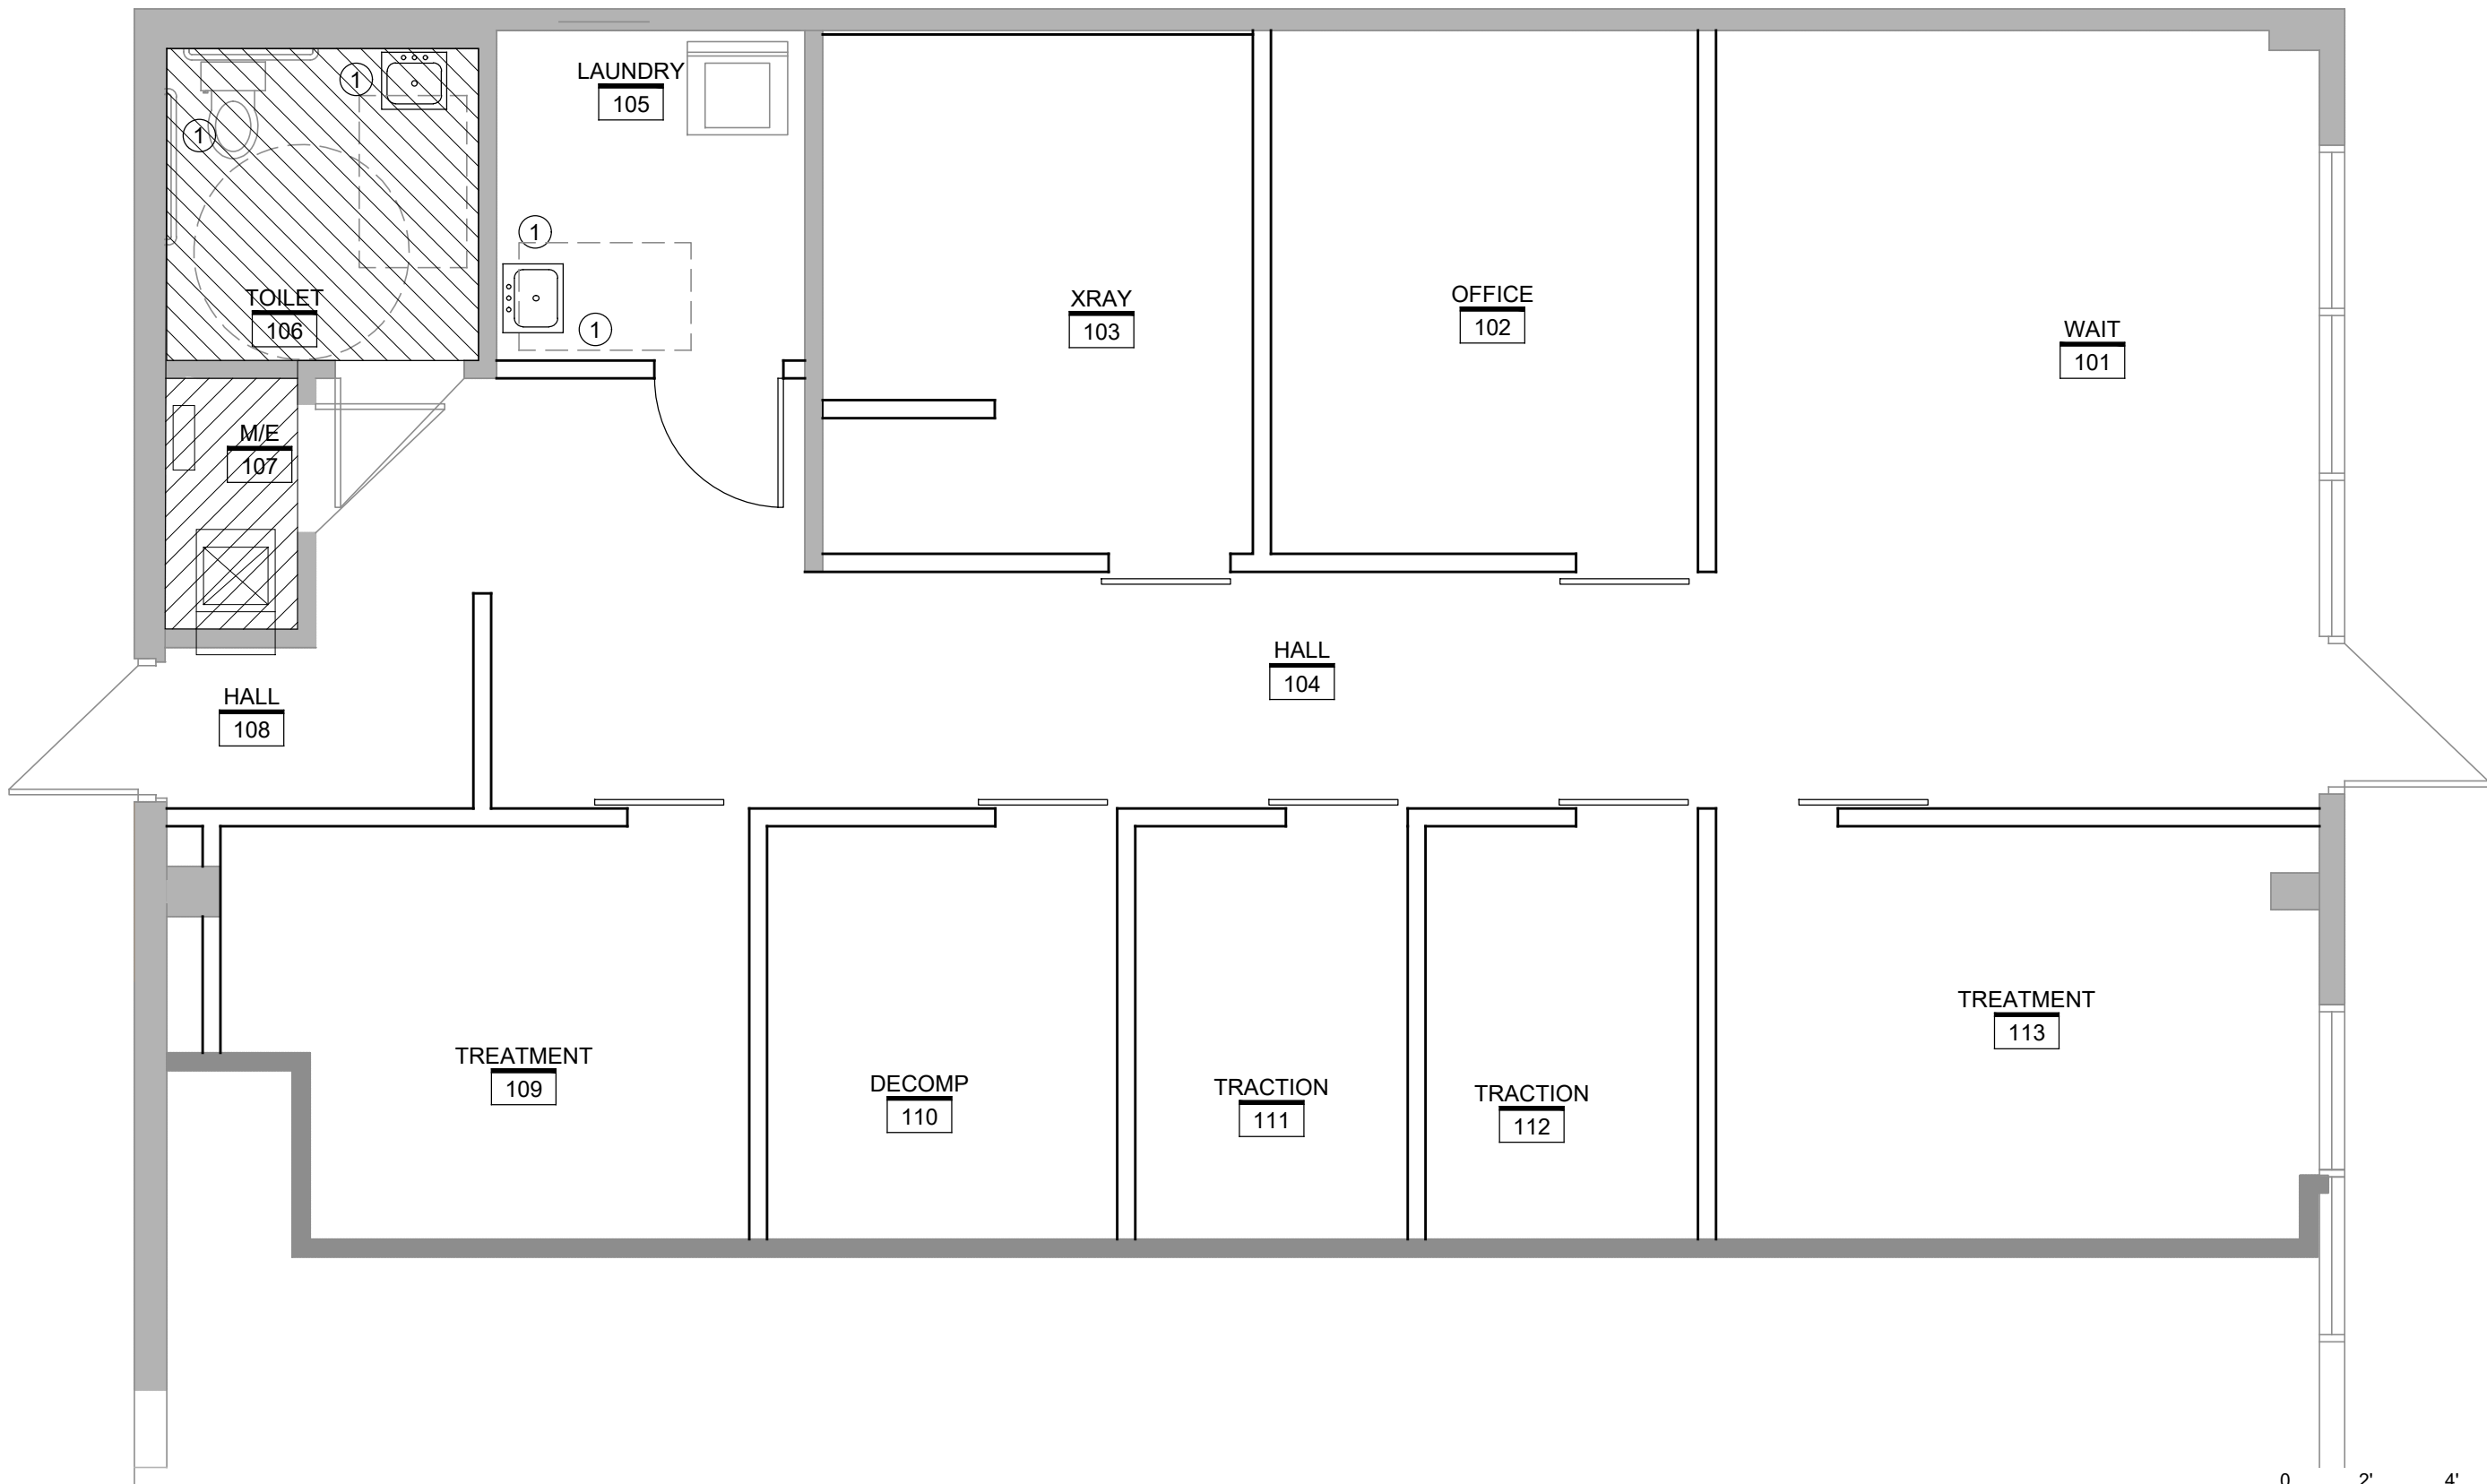 LAUNDRY
105
1
1
1
1
TOILET
106
XRAY
103
OFFICE
102
WAIT
101
M/E
107
HALL
104
HALL
108
TREATMENT
109
DECOMP
110
TRACTION
111
TRACTION
112
TREATMENT
113
0 2' 4'